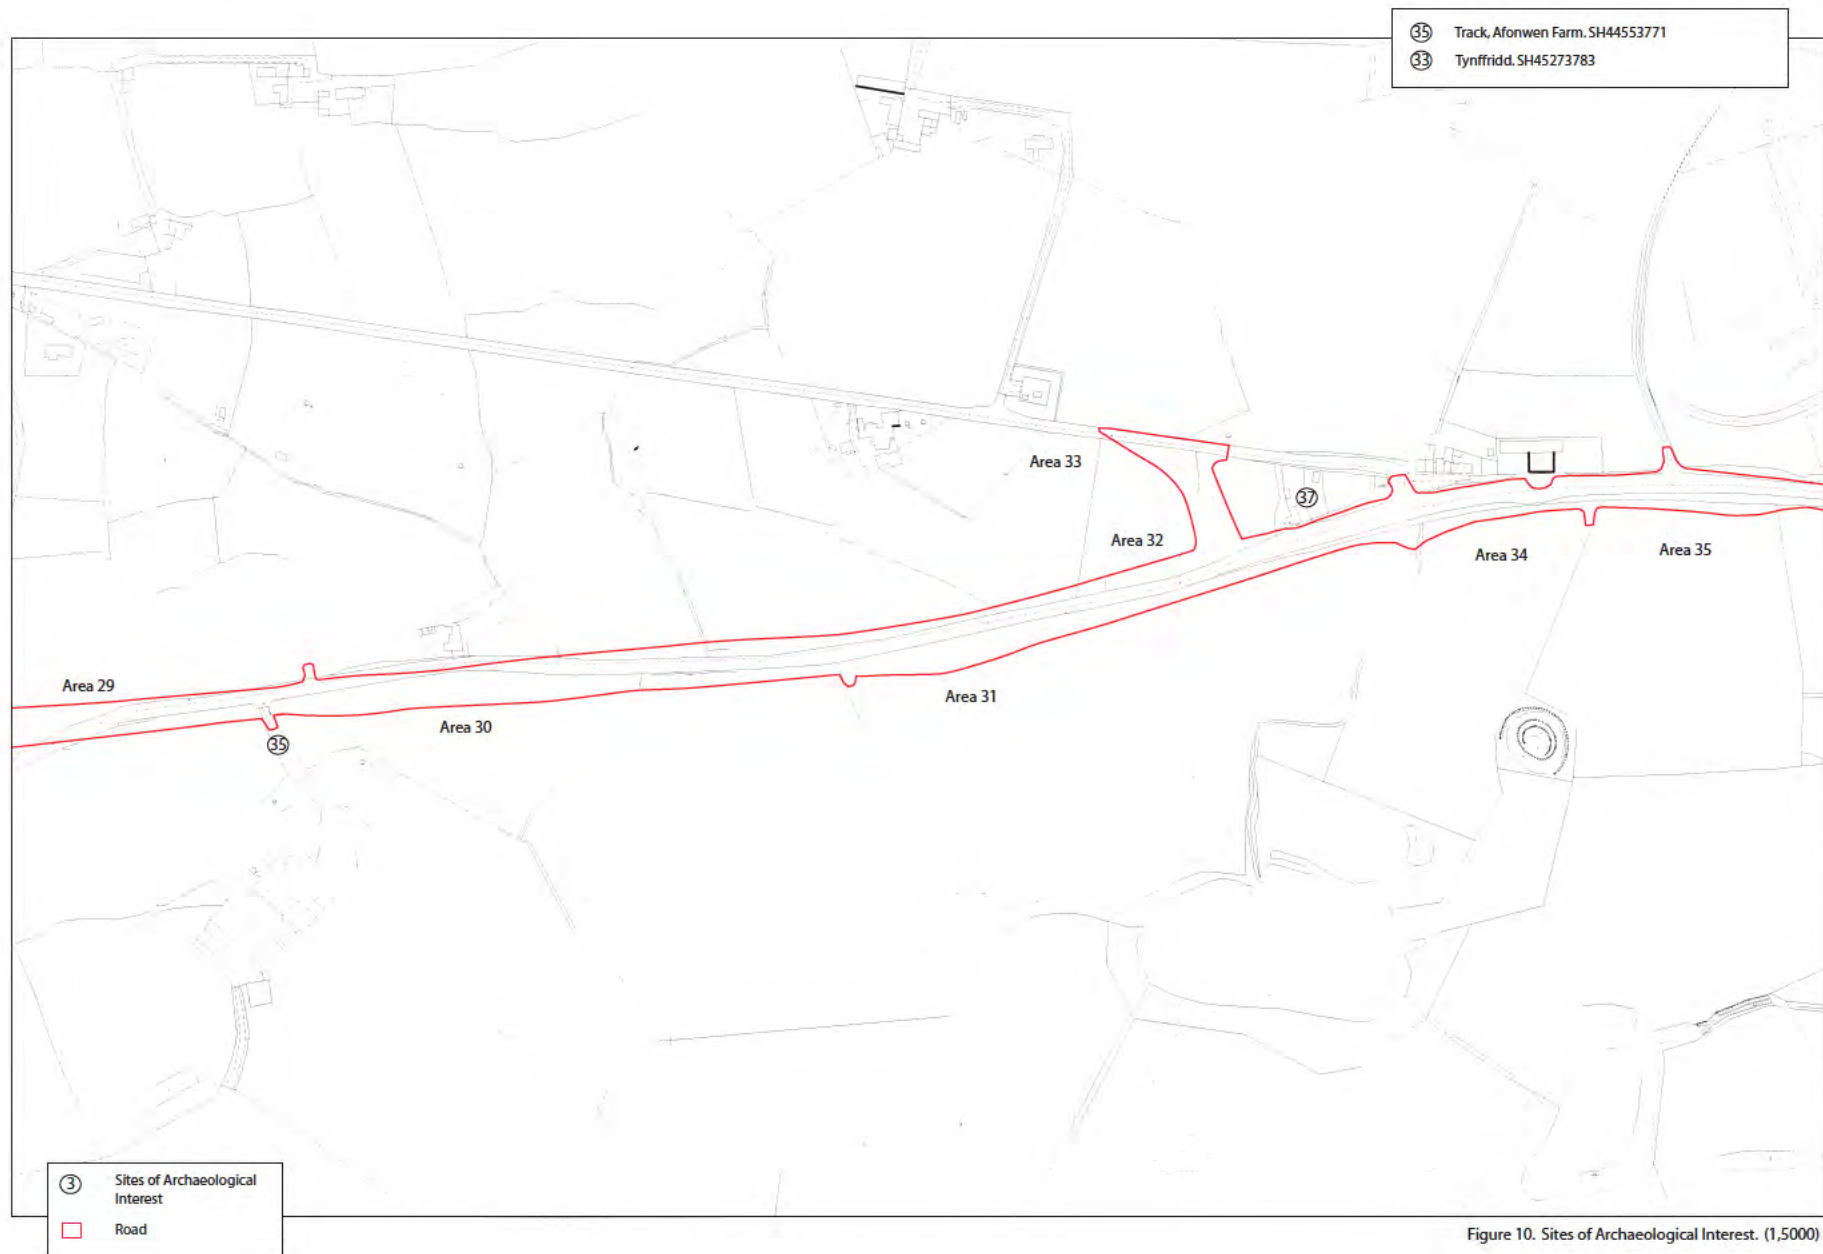 35 Track, Afonwen Farm. SH44553771
33 Tynffridd. SH45273783
Area 33
37
Area 32
Area 34
Area 35
Area 29
Area 31
Area 30
35
3 Sites of Archaeological
Interest
Road
Figure 10. Sites of Archaeological Interest. (1,5000)